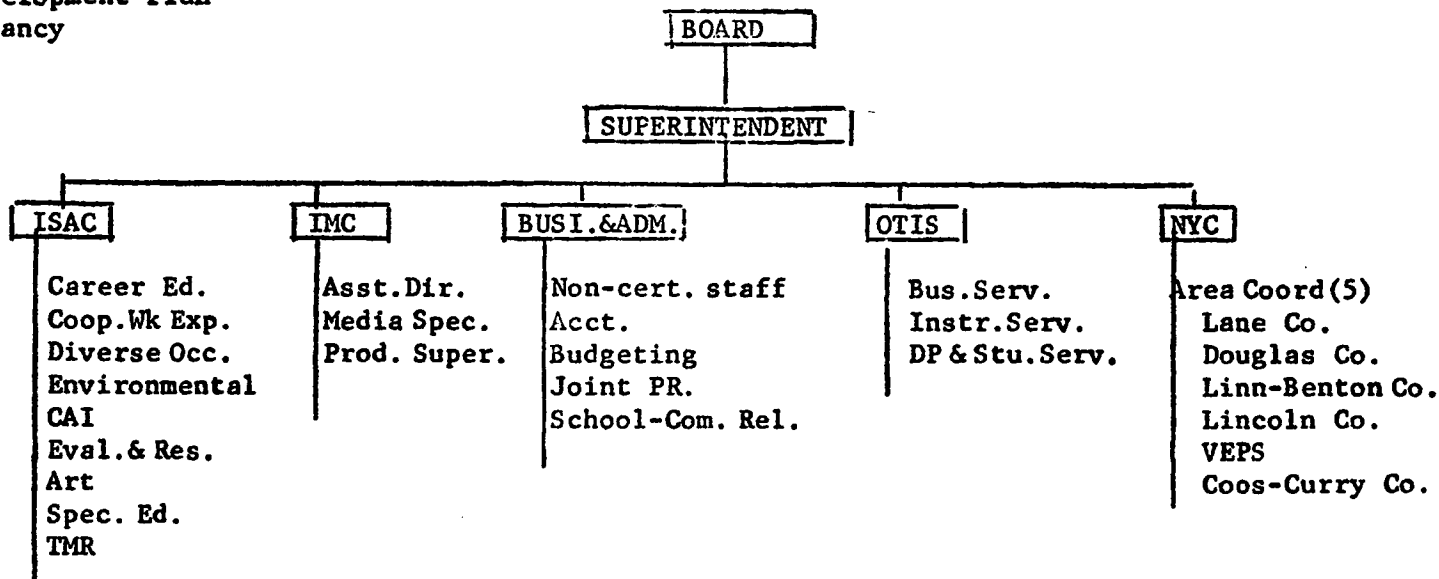 ancy
BOARD
SUPERINTENDENT
ISAC
IMC
BUSI.&ADM.
OTIS
NYC
Career Ed.
Coop.Wk Exp.
Diverse Occ.
Environmental
CAI
Eval.& Res.
Art
Spec. Ed.
TMR
Asst.Dir.
Media Spec.
Prod. Super.
Non-cert. staff
Acct.
Budgeting
Joint PR.
School-Com. Rel.
Bus.Serv.
Instr.Serv.
DP & Stu.Serv.
Area Coord(5)
Lane Co.
Douglas Co.
Linn-Benton Co.
Lincoln Co.
VEPS
Coos-Curry Co.